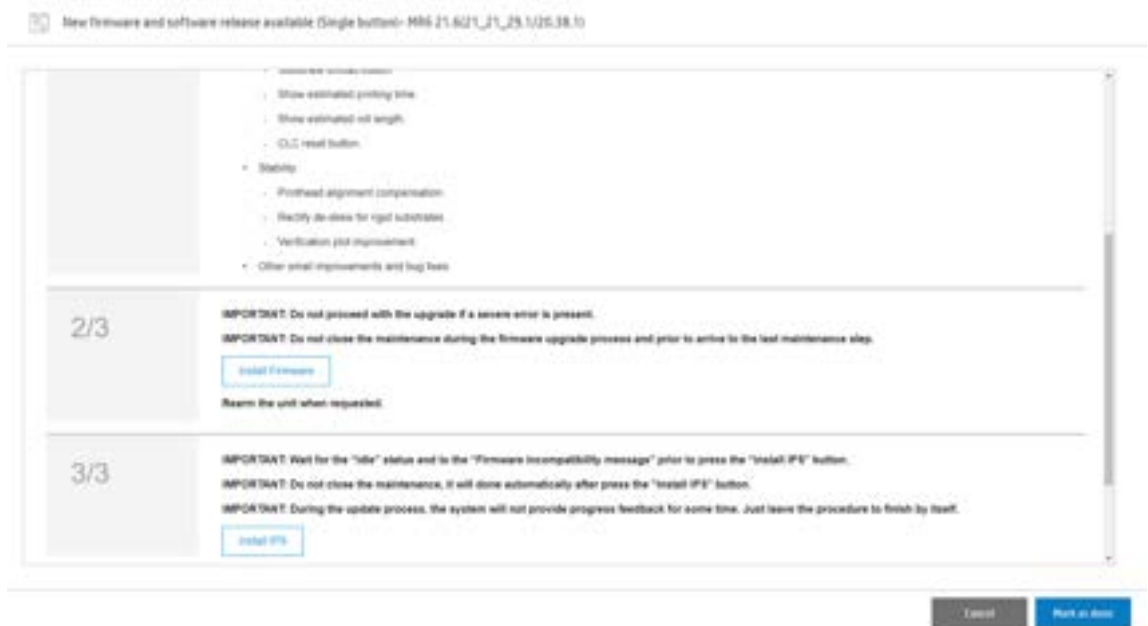 New firmware and software release available (Single button)- MR6 21.6(21_21_29.1/20.38.1)
- Show estimated printing time
- Show estimated roll length
- CLC reset button
• Stability
- Printhead alignment compensation
- Rectify de-skew for rigid substrates
- Verification plot improvement
• Other small improvements and bug fixes
2/3
IMPORTANT: Do not proceed with the upgrade if a severe error is present.
IMPORTANT: Do not close the maintenance during the firmware upgrade process and prior to arrive to the last maintenance step.
Install Firmware
Rearm the unit when requested.
3/3
IMPORTANT: Wait for the "Idle" status and to the "Firmware incompatibility message" prior to press the "Install IPS" button.
IMPORTANT: Do not close the maintenance, it will done automatically after press the "Install IPS" button.
IMPORTANT: During the update process, the system will not provide progress feedback for some time. Just leave the procedure to finish by itself.
Install IPS
Cancel
Mark as done